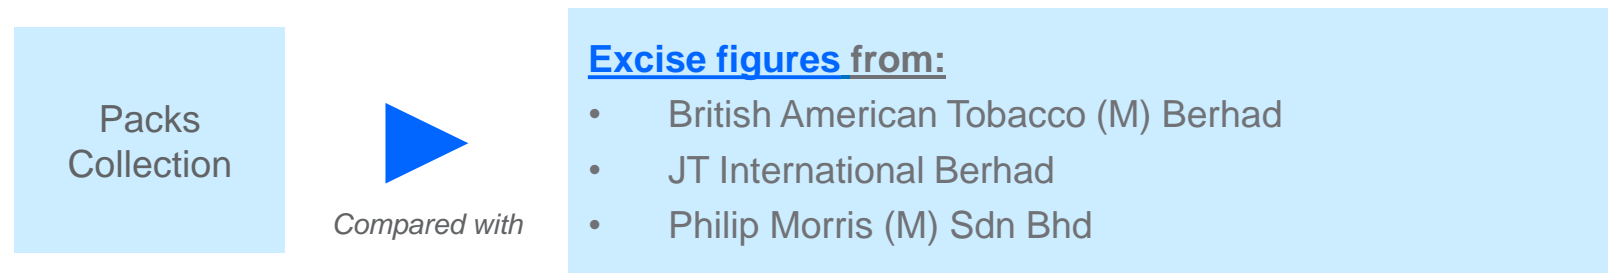 Packs
Collection
Compared with
Excise figures from:
• British American Tobacco (M) Berhad
• JT International Berhad
• Philip Morris (M) Sdn Bhd